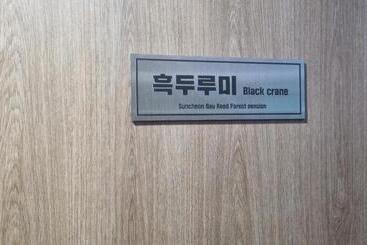 흑두루미 Black crane
Suncheon Bay Reed Forest pension